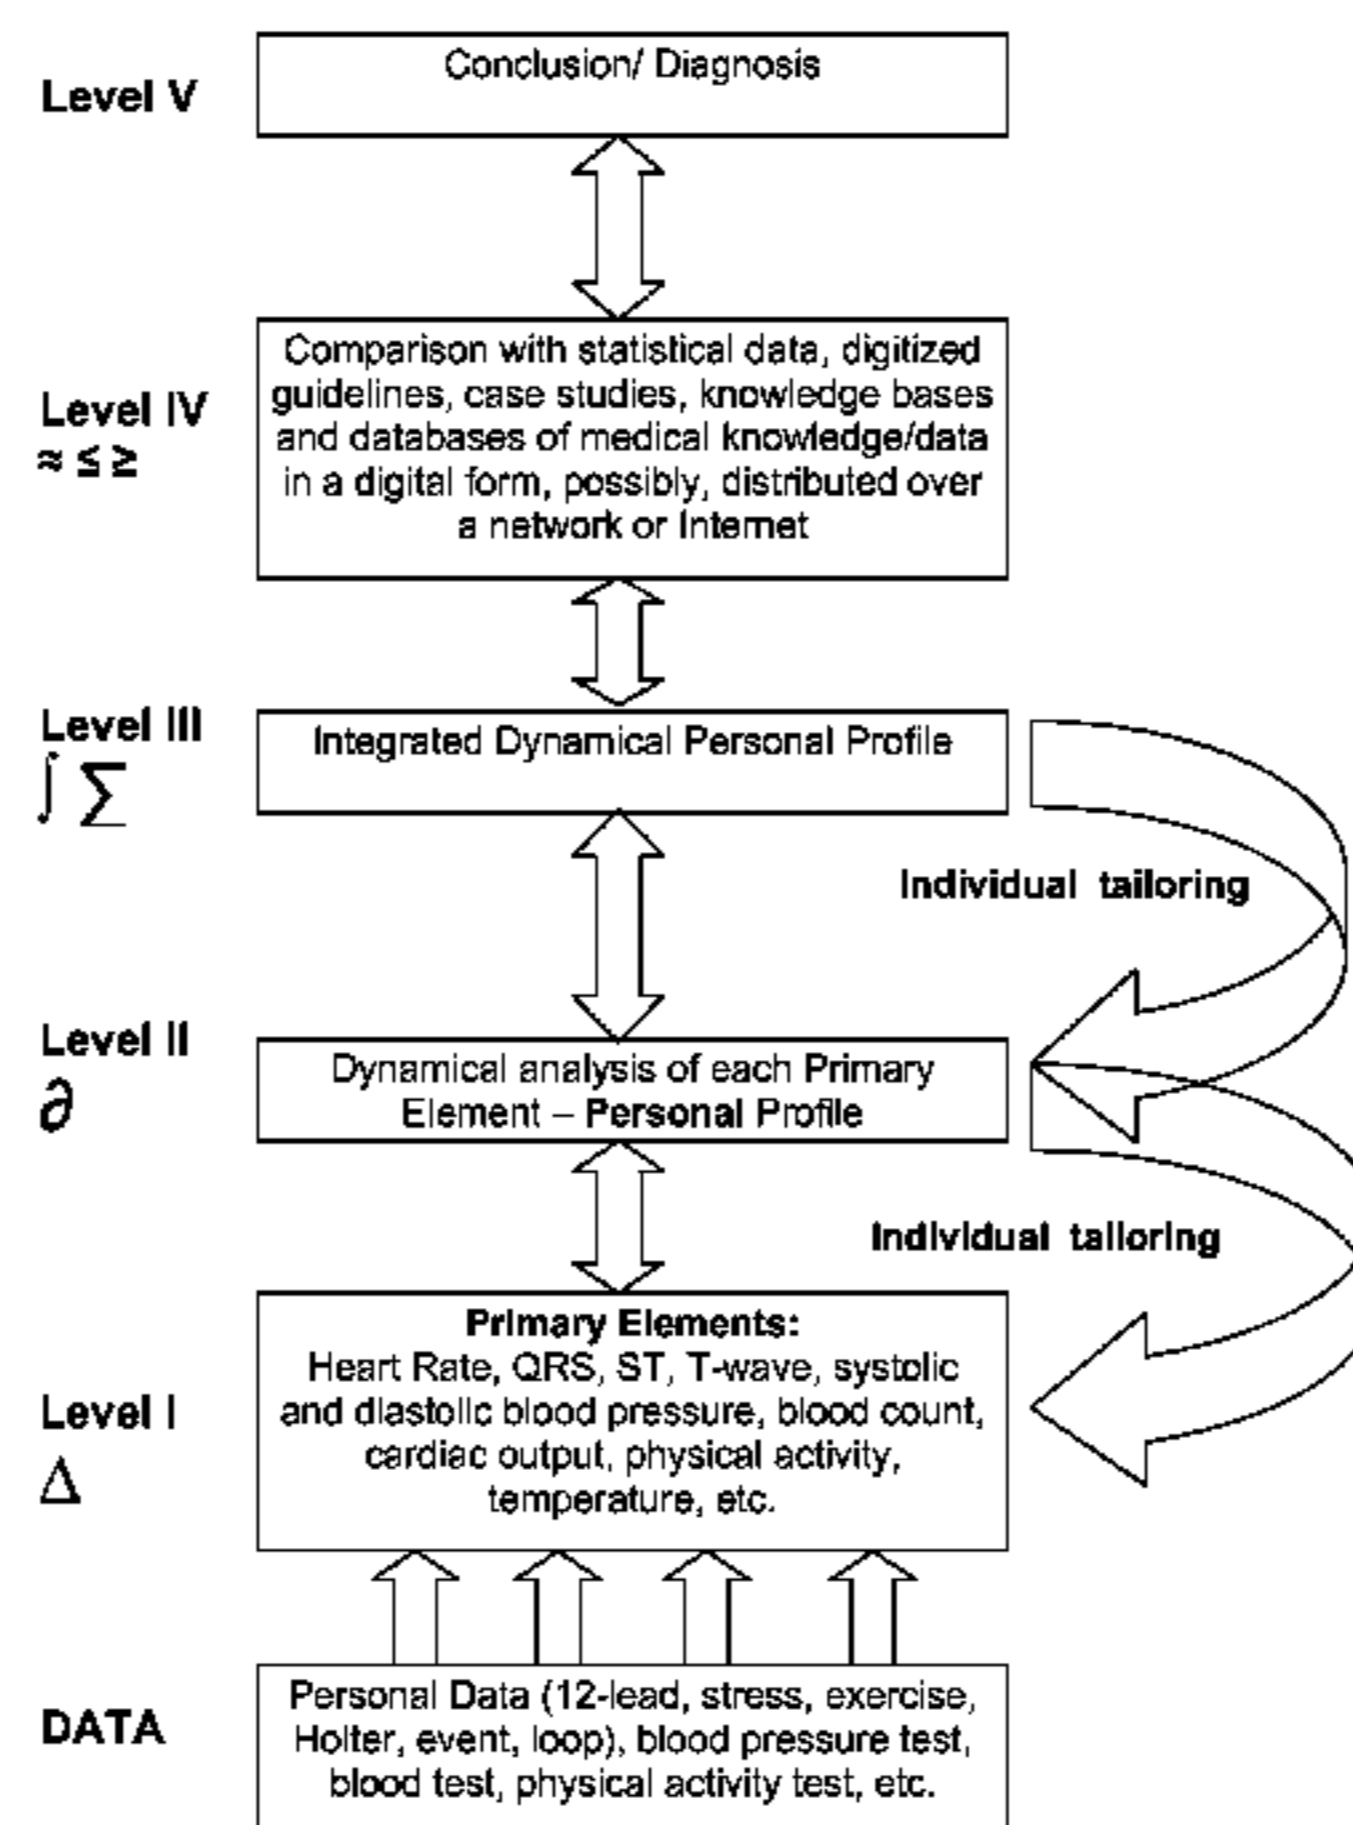 Level V
Conclusion/ Diagnosis
Level IV
≈ ≤ ≥
Comparison with statistical data, digitized
guidelines, case studies, knowledge bases
and databases of medical knowledge/data
in a digital form, possibly, distributed over
a network or Internet
Level III
∫ ∑
Integrated Dynamical Personal Profile
Individual tailoring
Level II
∂
Dynamical analysis of each Primary
Element – Personal Profile
Individual tailoring
Level I
Δ
Primary Elements:
Heart Rate, QRS, ST, T-wave, systolic
and diastolic blood pressure, blood count,
cardiac output, physical activity,
temperature, etc.
DATA
Personal Data (12-lead, stress, exercise,
Holter, event, loop), blood pressure test,
blood test, physical activity test, etc.